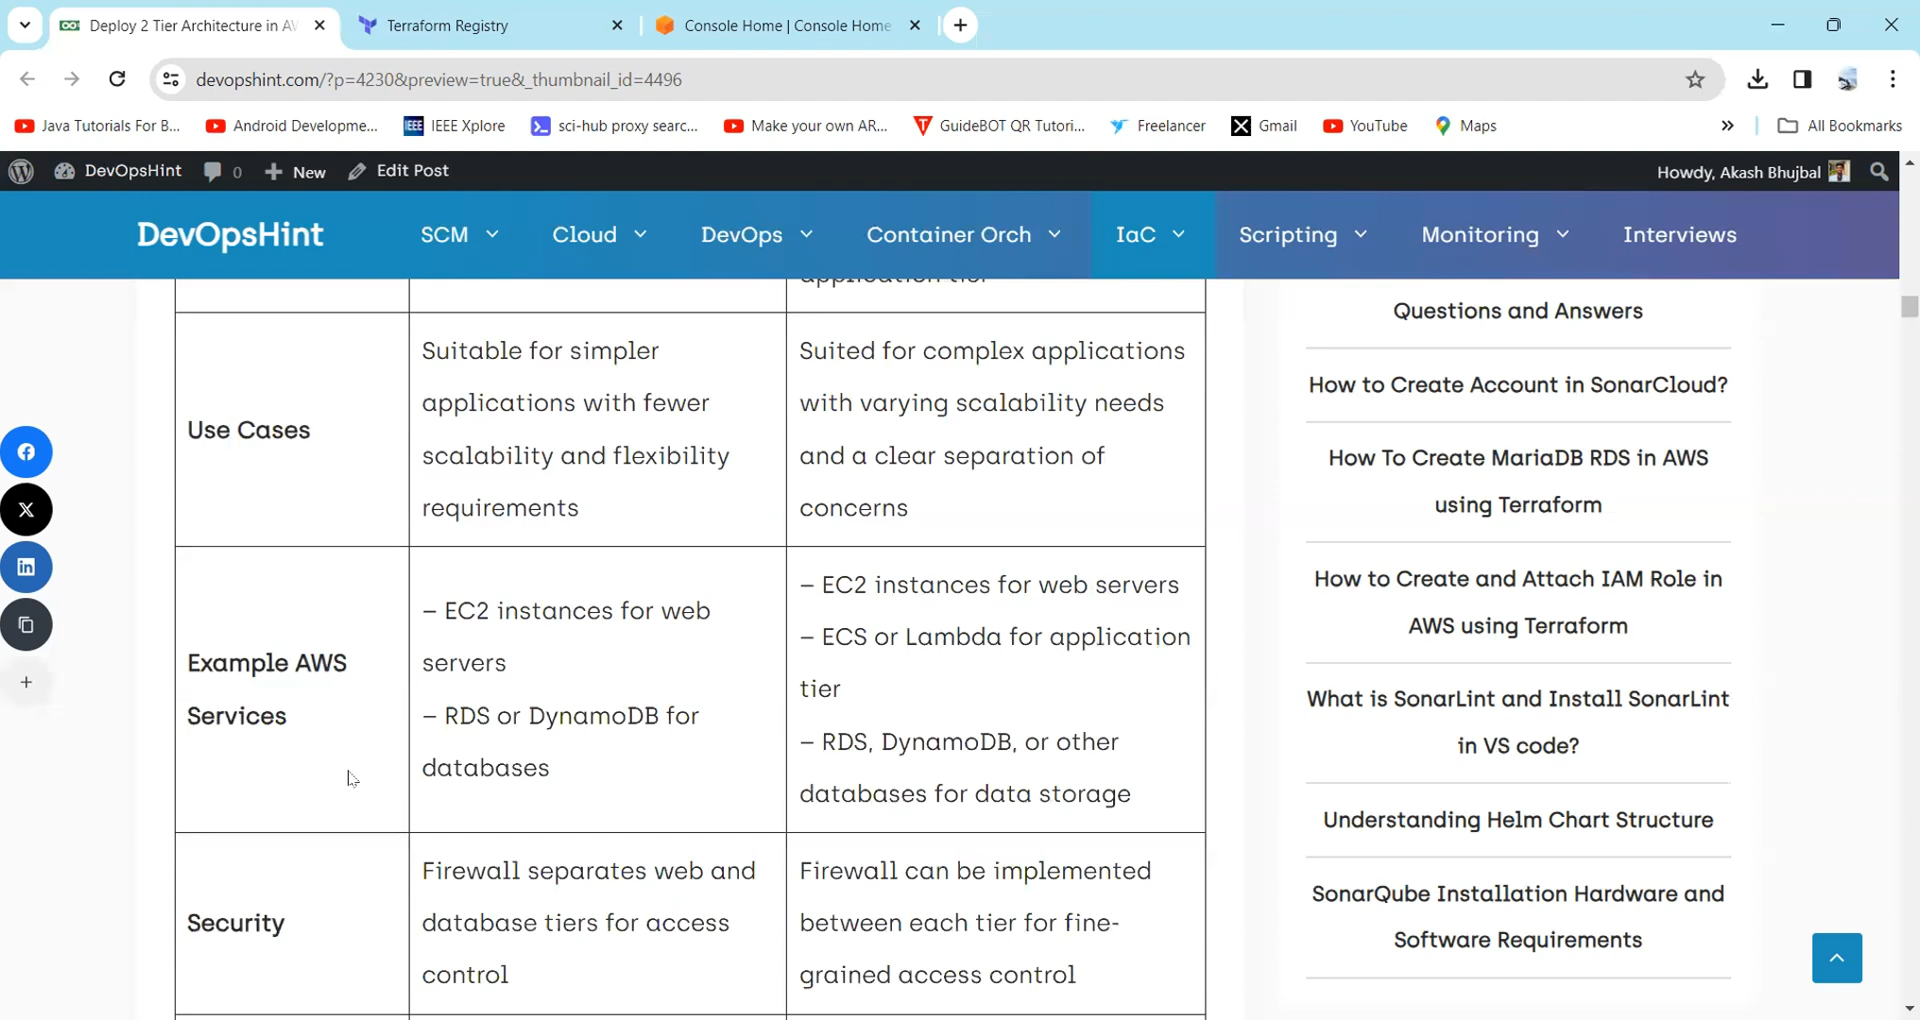 Deploy 2 Tier Architecture in AW
Terraform Registry
Console Home | Console Home
devopshint.com/?p=4230&preview=true&_thumbnail_id=4496
Java Tutorials For B...
Android Developme...
IEEE
IEEE Xplore
sci-hub proxy searc...
Make your own AR...
GuideBOT QR Tutori...
Freelancer
Gmail
YouTube
Maps
All Bookmarks
DevOpsHint
0
New
Edit Post
Howdy, Akash Bhujbal
DevOpsHint
SCM
Cloud
DevOps
Container Orch
IaC
Scripting
Monitoring
Interviews
application tier
Use Cases
Suitable for simpler
applications with fewer
scalability and flexibility
requirements
Suited for complex applications
with varying scalability needs
and a clear separation of
concerns
Example AWS
Services
– EC2 instances for web
servers
– RDS or DynamoDB for
databases
– EC2 instances for web servers
– ECS or Lambda for application
tier
– RDS, DynamoDB, or other
databases for data storage
Security
Firewall separates web and
database tiers for access
control
Firewall can be implemented
between each tier for fine-
grained access control
Questions and Answers
How to Create Account in SonarCloud?
How To Create MariaDB RDS in AWS
using Terraform
How to Create and Attach IAM Role in
AWS using Terraform
What is SonarLint and Install SonarLint
in VS code?
Understanding Helm Chart Structure
SonarQube Installation Hardware and
Software Requirements